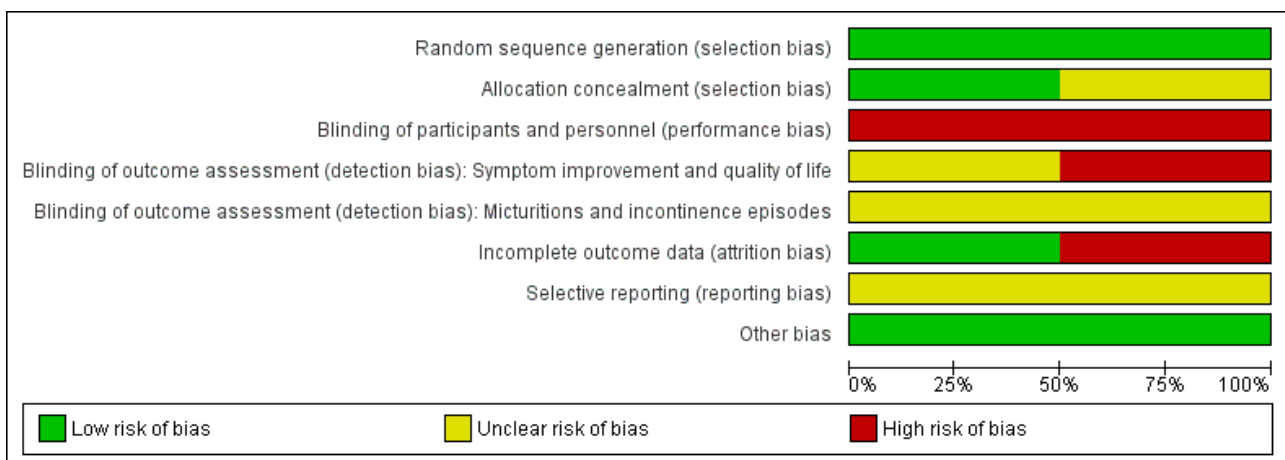 Random sequence generation (selection bias)
Allocation concealment (selection bias)
Blinding of participants and personnel (performance bias)
Blinding of outcome assessment (detection bias): Symptom improvement and quality of life
Blinding of outcome assessment (detection bias): Micturitions and incontinence episodes
Incomplete outcome data (attrition bias)
Selective reporting (reporting bias)
Other bias
0% 25% 50% 75% 100%
Low risk of bias Unclear risk of bias High risk of bias